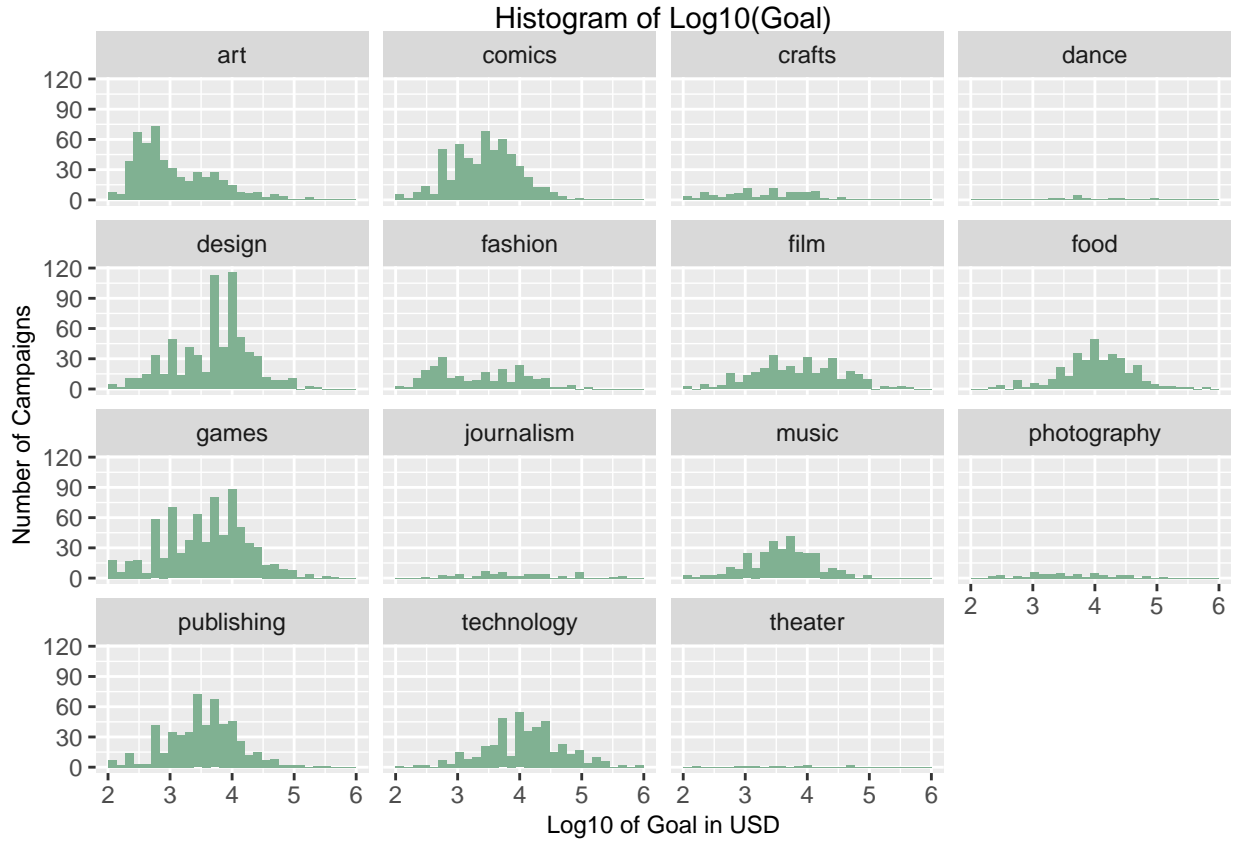 Histogram of Log10(Goal)
art comics crafts dance
120
90
60
30
0
design fashion film food
120
90
60
30
0
games journalism music photography
120
90
60
30
0
2 3 4 5 6
publishing technology theater
120
90
60
30
0
2 3 4 5 6 2 3 4 5 6 2 3 4 5 6
Number of Campaigns
Log10 of Goal in USD